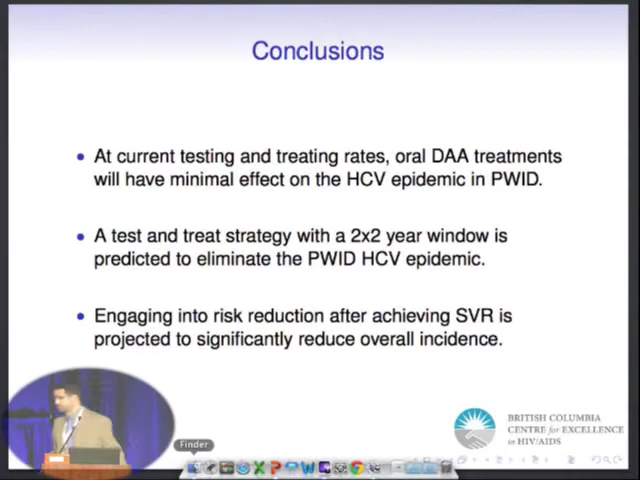 Conclusions
At current testing and treating rates, oral DAA treatments
will have minimal effect on the HCV epidemic in PWID.
A test and treat strategy with a 2x2 year window is
predicted to eliminate the PWID HCV epidemic.
Engaging into risk reduction after achieving SVR is
projected to significantly reduce overall incidence.
BRITISH COLUMBIA
CENTRE for EXCELLENCE
in HIV/AIDS
Finder